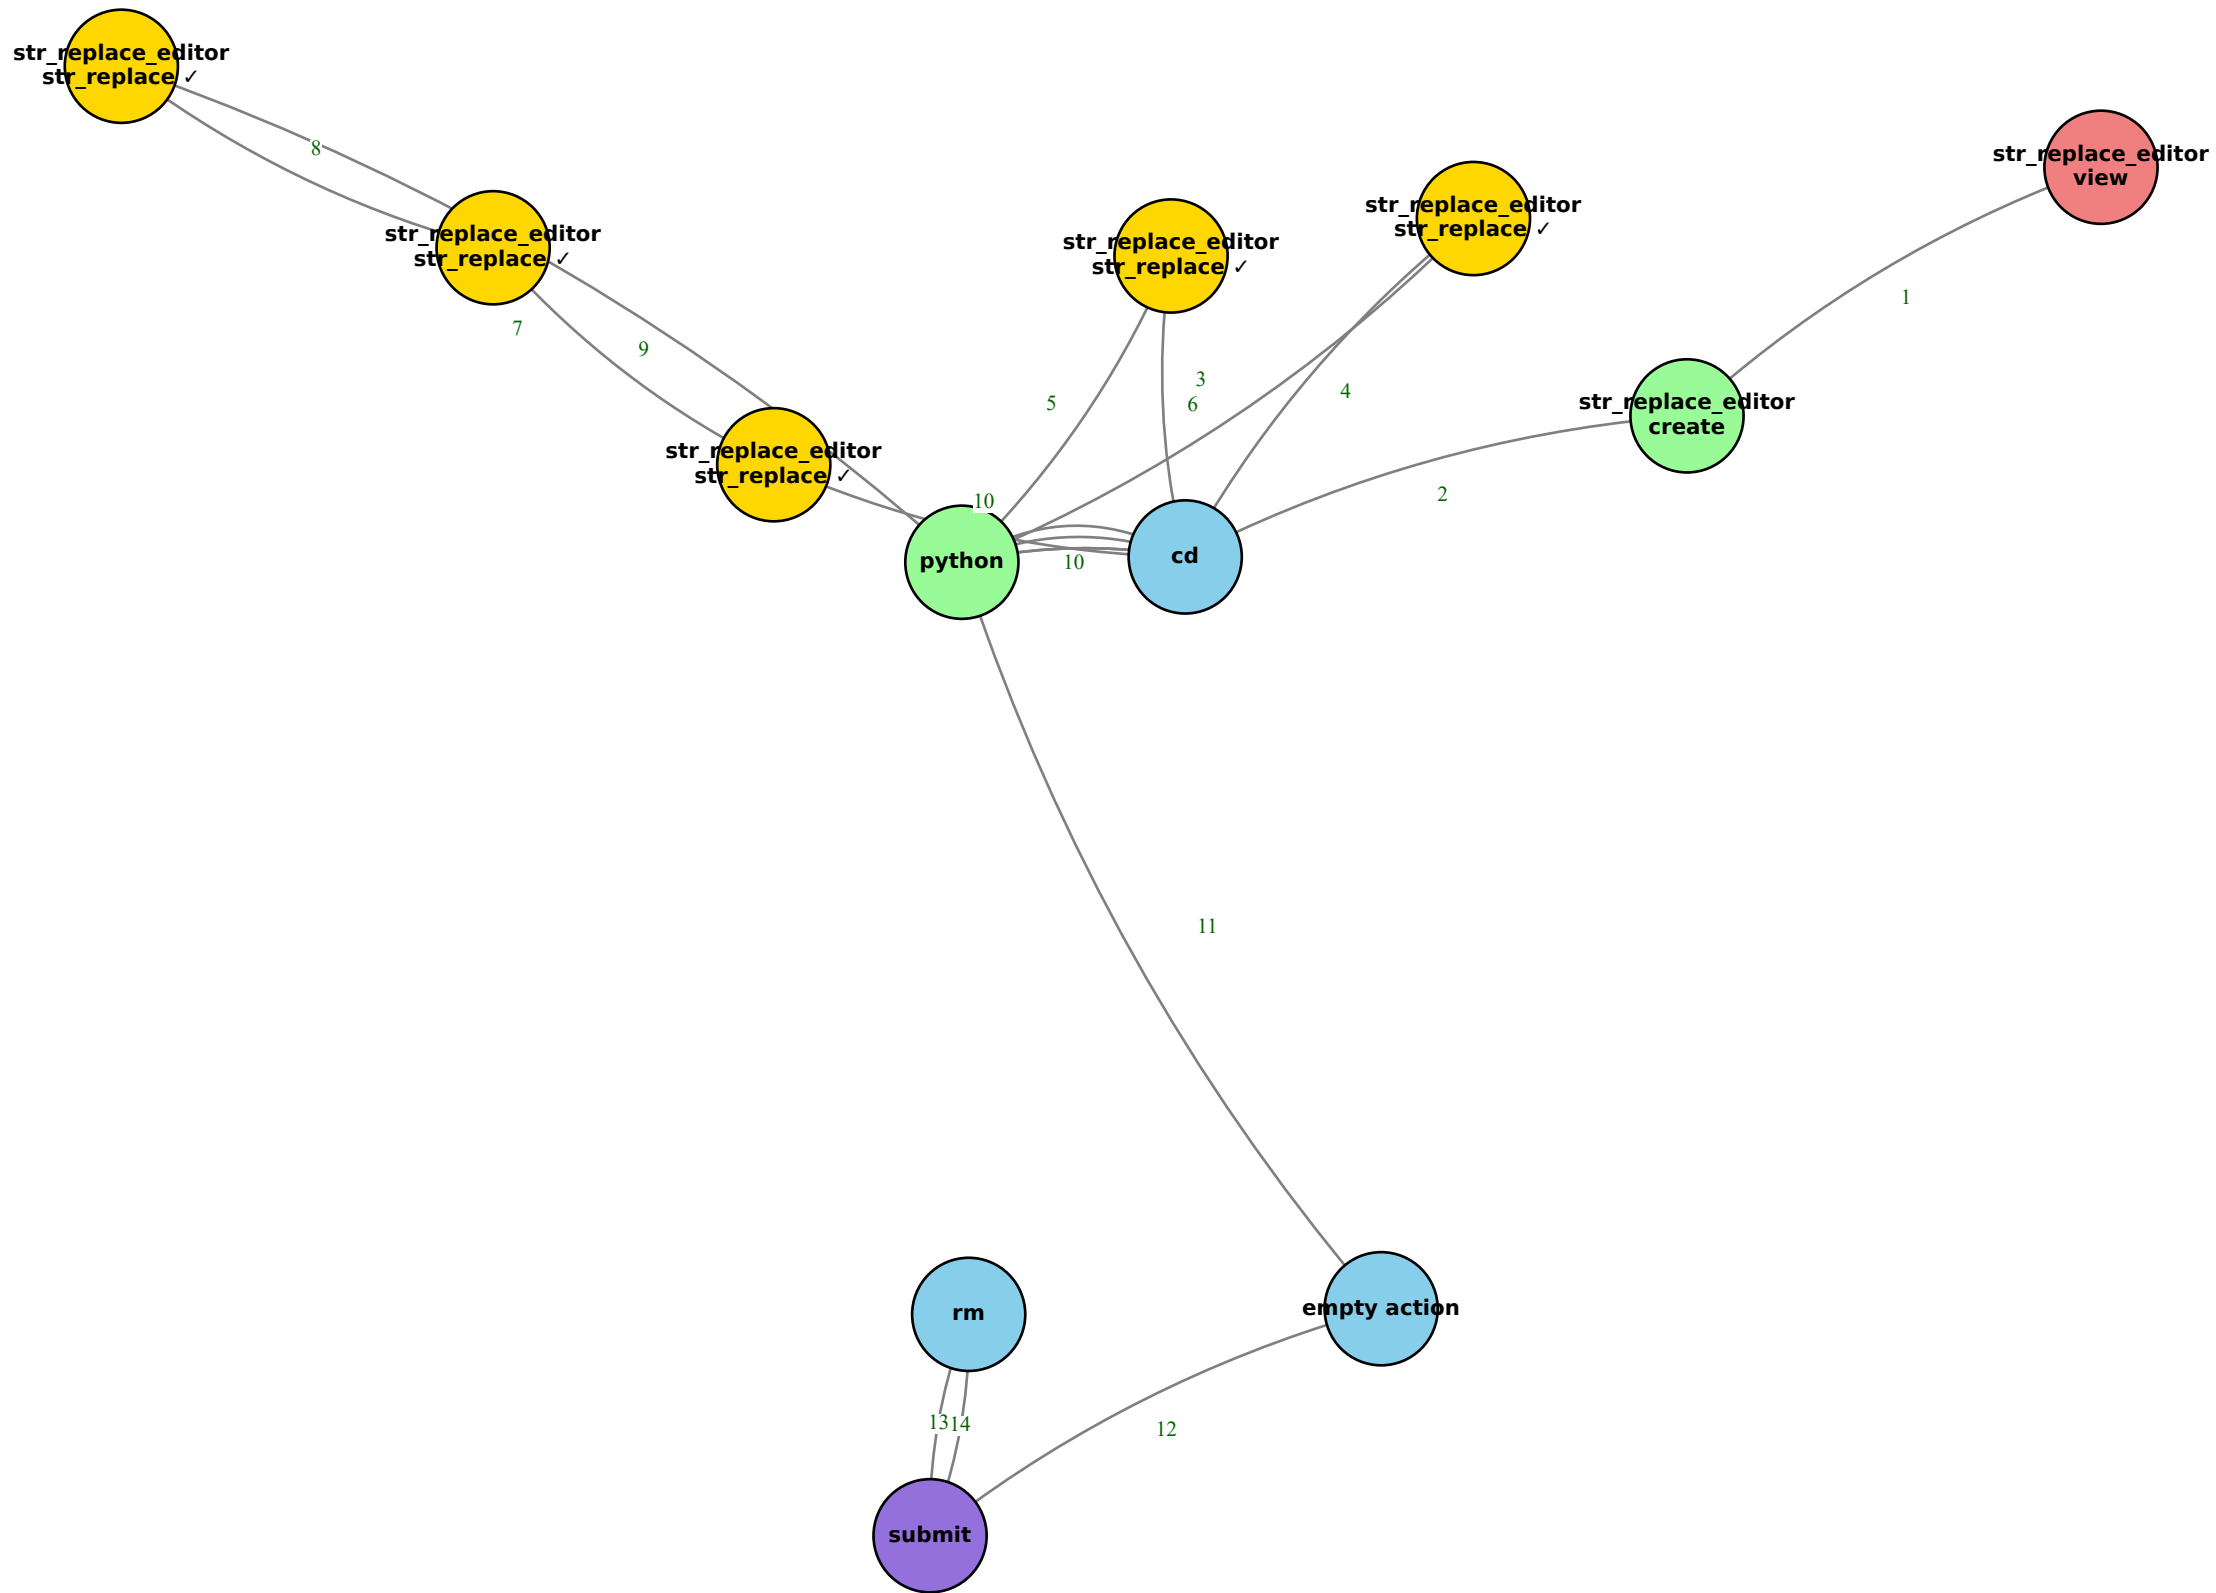 str_replace_editor
str_replace ✓
8
str_replace_editor
view
str_replace_editor
str_replace ✓
str_replace_editor
str_replace ✓
str_replace_editor
str_replace ✓
1
7
9
3
5
6
4
str_replace_editor
create
str_replace_editor
str_replace ✓
2
10
python
10
cd
11
rm
empty action
13
14
12
submit